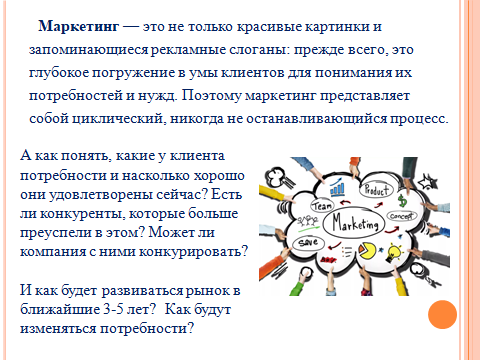 Маркетинг — это не только красивые картинки и
запоминающиеся рекламные слоганы: прежде всего, это
глубокое погружение в умы клиентов для понимания их
потребностей и нужд. Поэтому маркетинг представляет
собой циклический, никогда не останавливающийся процесс.
А как понять, какие у клиента
потребности и насколько хорошо
они удовлетворены сейчас? Есть
ли конкуренты, которые больше
преуспели в этом? Может ли
компания с ними конкурировать?
И как будет развиваться рынок в
ближайшие 3-5 лет? Как будут
изменяться потребности?
Product
Team
Concept
Marketing
Save